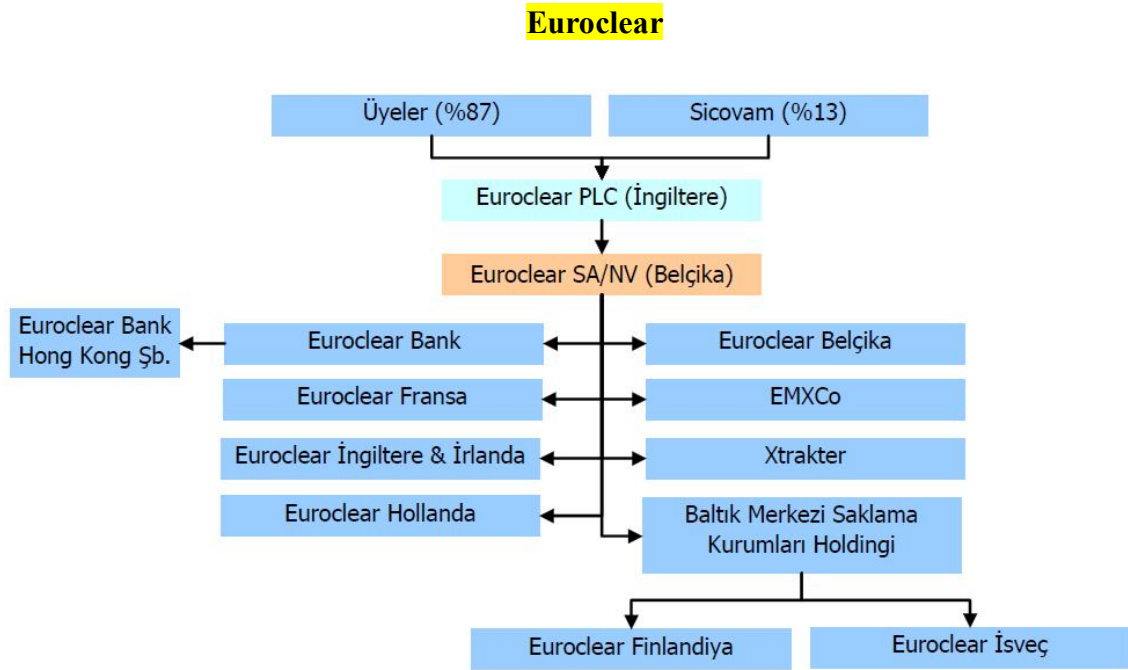 Euroclear
Üyeler (%87)
Sicovam (%13)
Euroclear PLC (İngiltere)
Euroclear SA/NV (Belçika)
Euroclear Bank
Hong Kong Şb.
Euroclear Bank
Euroclear Belçika
Euroclear Fransa
EMXCo
Euroclear İngiltere & İrlanda
Xtrakter
Euroclear Hollanda
Baltık Merkezi Saklama
Kurumları Holdingi
Euroclear Finlandiya
Euroclear İsveç